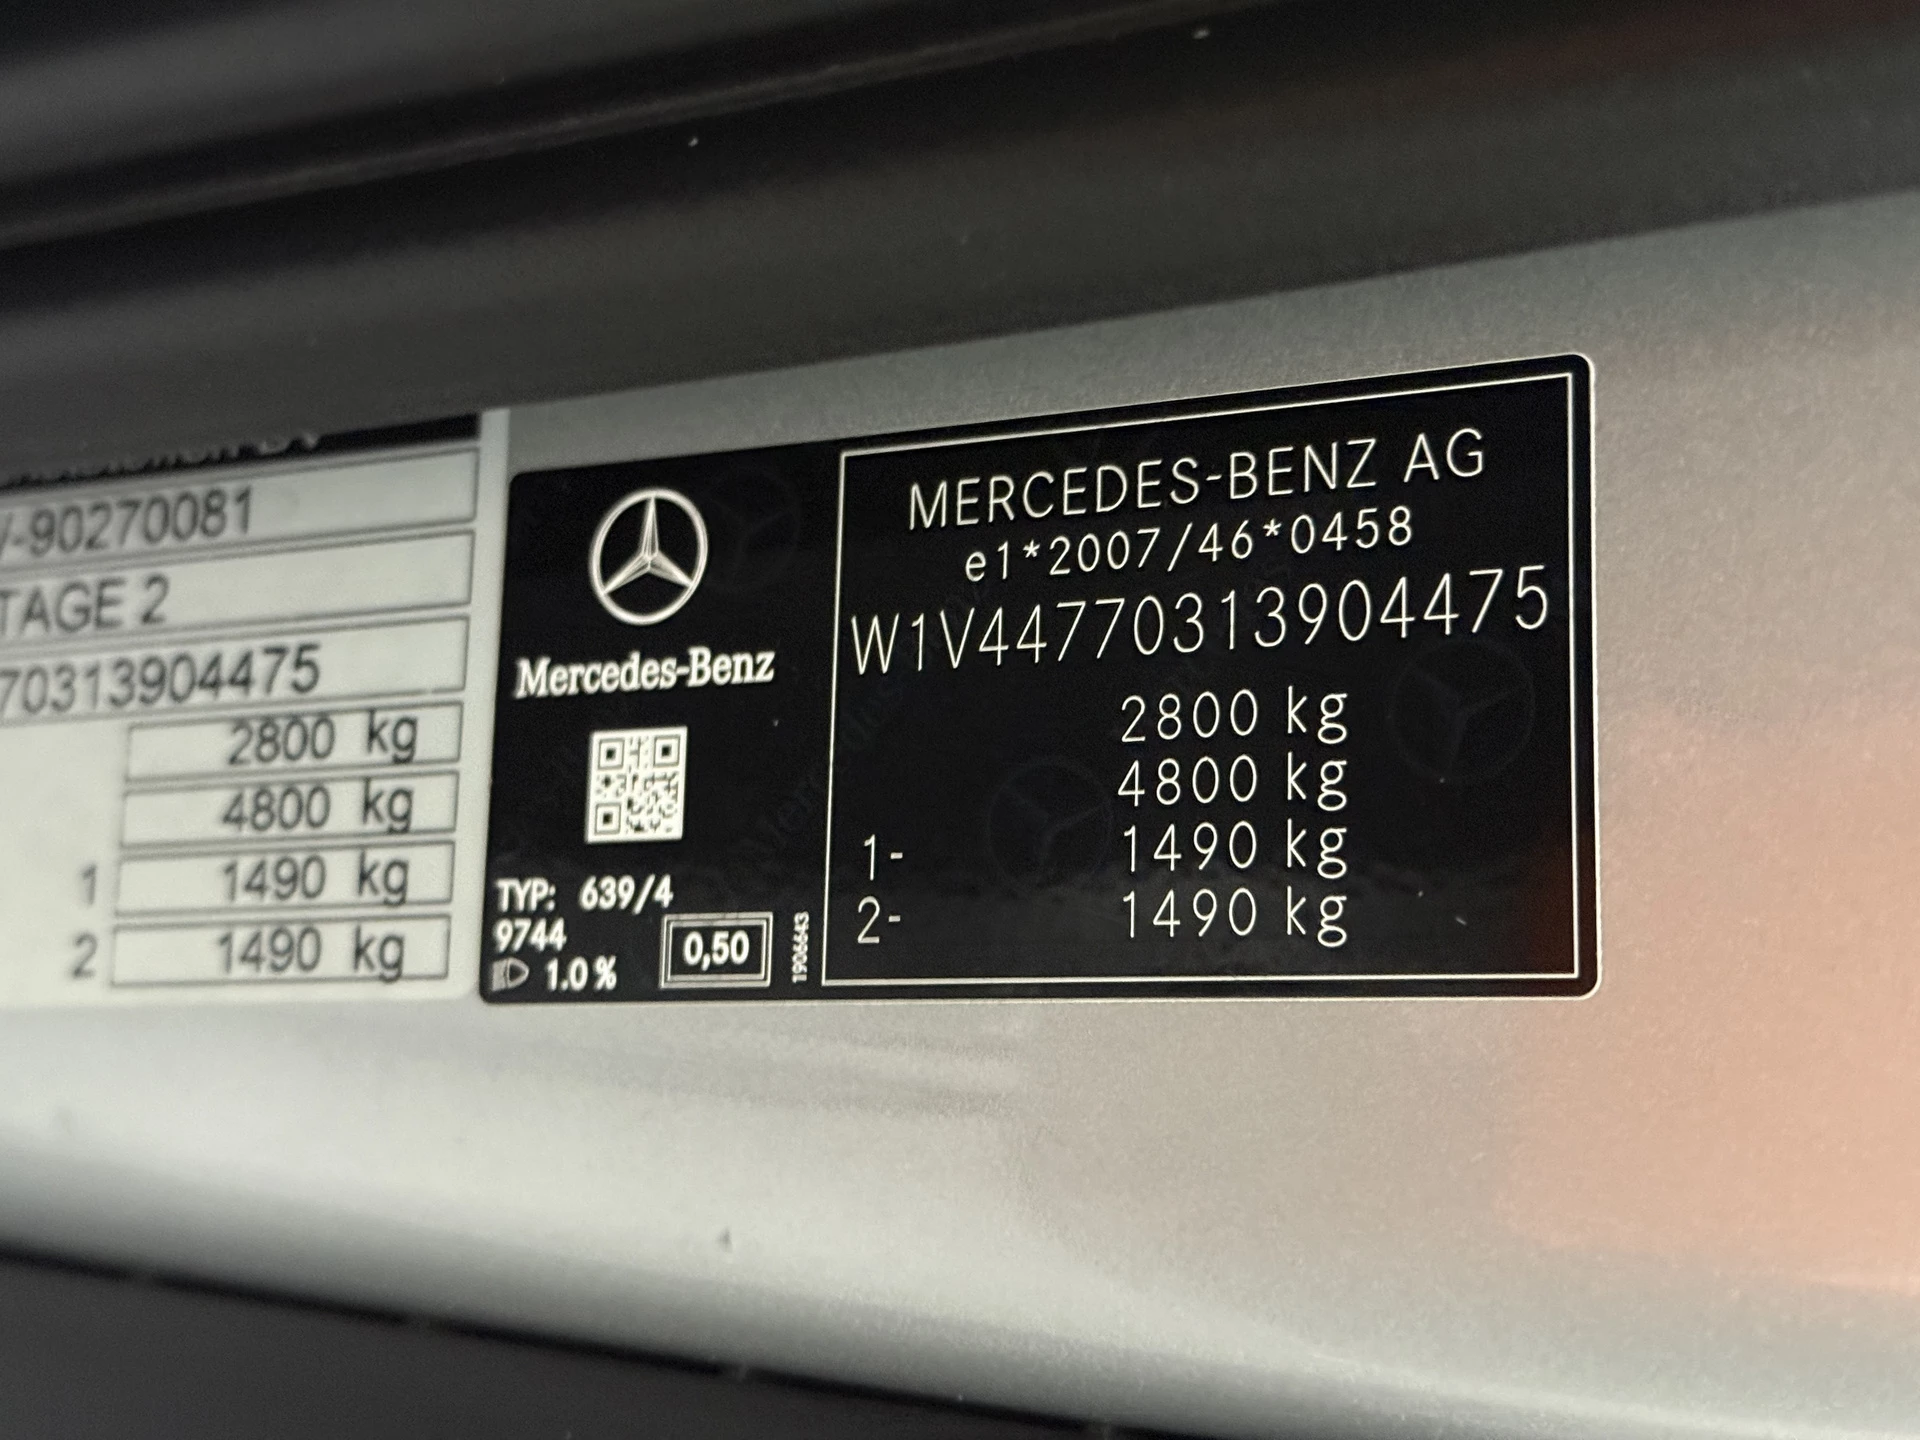 -90270081
TAGE 2
70313904475
2800 kg
4800 kg
1 1490 kg
2 1490 kg
Mercedes-Benz
TYP: 639/4
9744
1.0 %
0,50
1906643
MERCEDES-BENZ AG
e1*2007/46*0458
W1V44770313904475
2800 kg
4800 kg
1- 1490 kg
2- 1490 kg